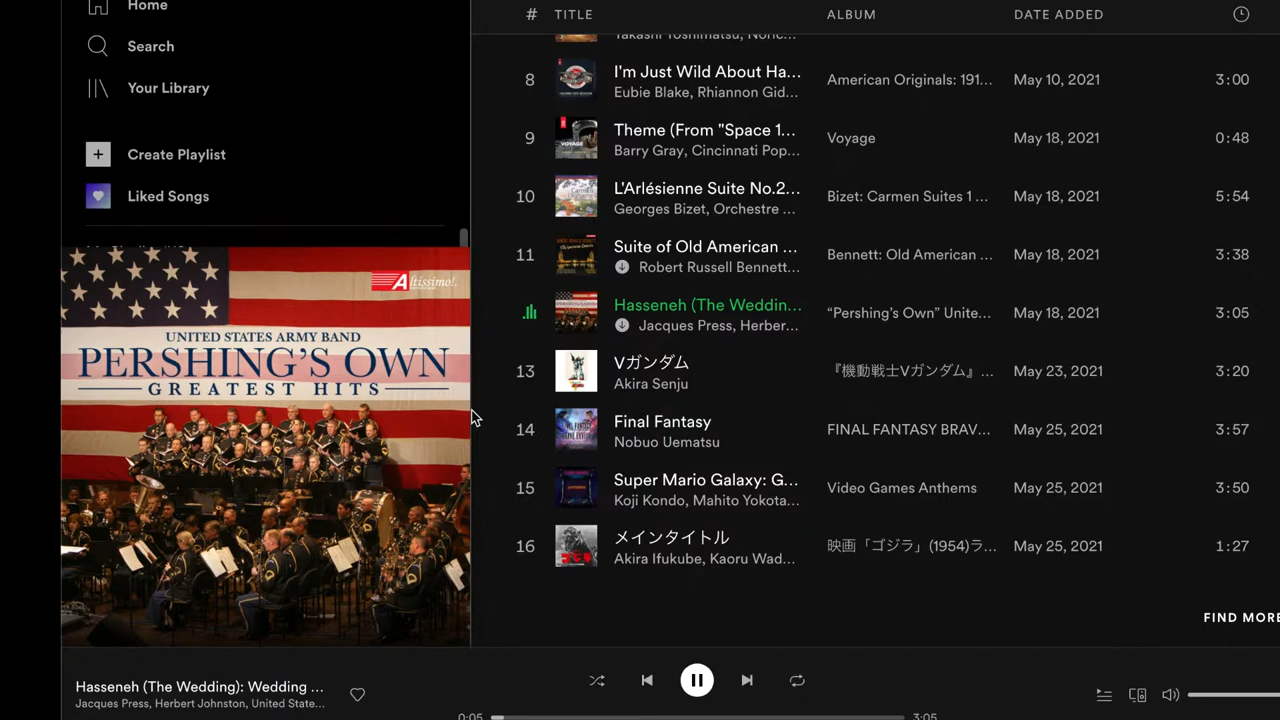 Home
Search
Your Library
Create Playlist
Liked Songs
Altissimo!
UNITED STATES ARMY BAND
PERSHING'S OWN
GREATEST HITS
# TITLE ALBUM DATE ADDED
Takashi Yoshimatsu, Noric...
8 I'm Just Wild About Ha... American Originals: 191... May 10, 2021 3:00
Eubie Blake, Rhiannon Gid...
9 Theme (From "Space 1... Voyage May 18, 2021 0:48
Barry Gray, Cincinnati Pop...
10 L'Arlésienne Suite No.2... Bizet: Carmen Suites 1 ... May 18, 2021 5:54
Georges Bizet, Orchestre ...
11 Suite of Old American ... Bennett: Old American ... May 18, 2021 3:38
Robert Russell Bennett...
Hasseneh (The Weddin... “Pershing's Own” Unite... May 18, 2021 3:05
Jacques Press, Herber...
13 Vガンダム 『機動戦士Vガンダム』... May 23, 2021 3:20
Akira Senju
14 Final Fantasy FINAL FANTASY BRAV... May 25, 2021 3:57
Nobuo Uematsu
15 Super Mario Galaxy: G... Video Games Anthems May 25, 2021 3:50
Koji Kondo, Mahito Yokota...
16 メインタイトル 映画「ゴジラ」(1954)ラ... May 25, 2021 1:27
Akira Ifukube, Kaoru Wad...
FIND MORE
Hasseneh (The Wedding): Wedding ...
Jacques Press, Herbert Johnston, United State...
0:05 3:05